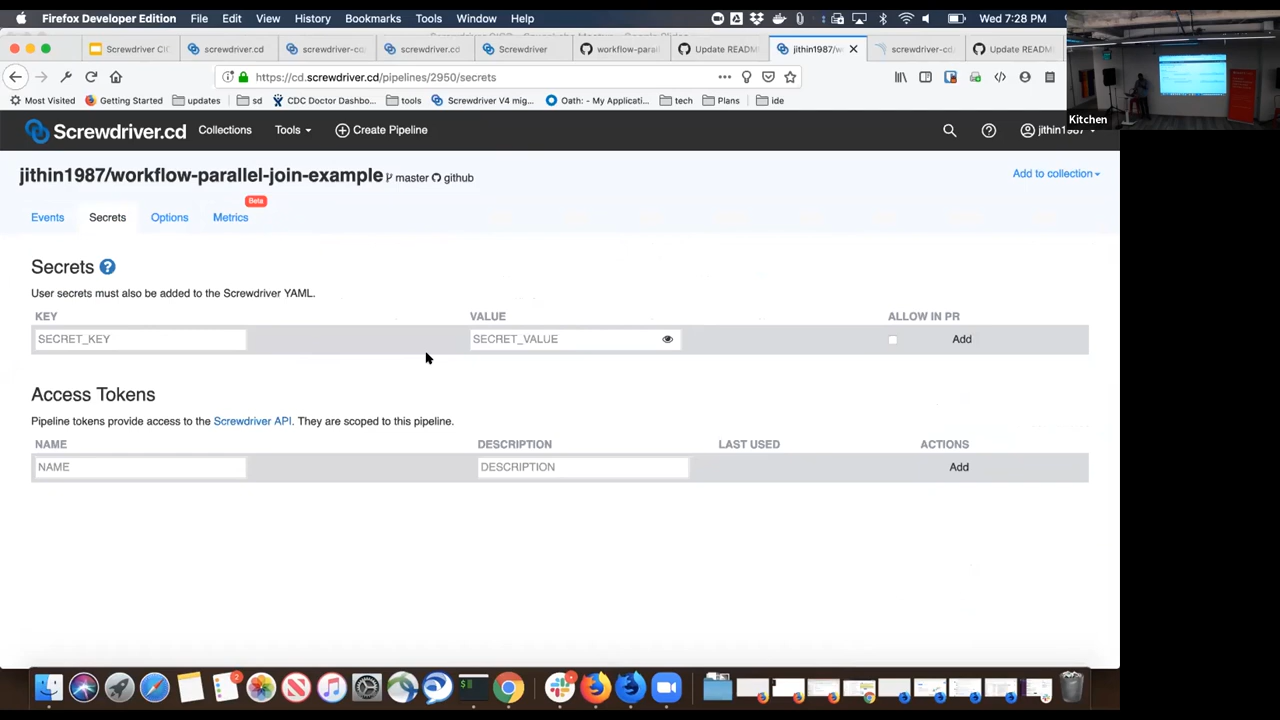 Firefox Developer Edition File Edit View History Bookmarks Tools Window Help Wed 7:28 PM
Screwdriver CIC screwdriver.cd screwdriver-co screwdriver.cd Screwdriver workflow-paral Update READM jithin1987/w screwdriver-cd Update READM
https://cd.screwdriver.cd/pipelines/2950/secrets
Most Visited Getting Started updates sd CDC Doctor Dashbo... tools Screwdriver V4 mig... Oath: - My Applicati... tech Plans ide
Kitchen
Screwdriver.cd Collections Tools Create Pipeline jithin1987
jithin1987/workflow-parallel-join-example master github
Add to collection
Beta
Events Secrets Options Metrics
Secrets ?
User secrets must also be added to the Screwdriver YAML.
KEY VALUE ALLOW IN PR
SECRET_KEY SECRET_VALUE Add
Access Tokens
Pipeline tokens provide access to the Screwdriver API. They are scoped to this pipeline.
NAME DESCRIPTION LAST USED ACTIONS
NAME DESCRIPTION Add
2